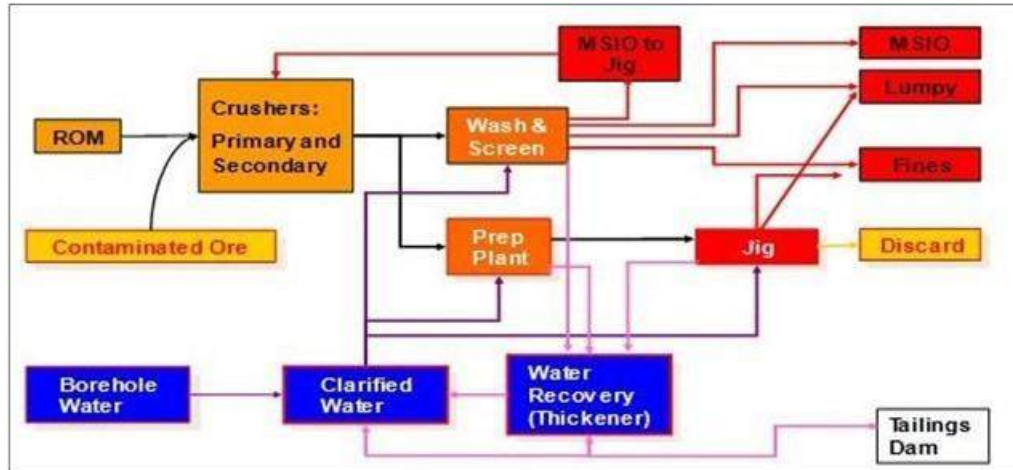 MSIO to
Jig
MSIO
Lumpy
Crushers:
Primary and
Secondary
ROM
Wash &
Screen
Fines
Contaminated Ore
Prep
Plant
Jig
Discard
Borehole
Water
Clarified
Water
Water
Recovery
(Thickener)
Tailings
Dam